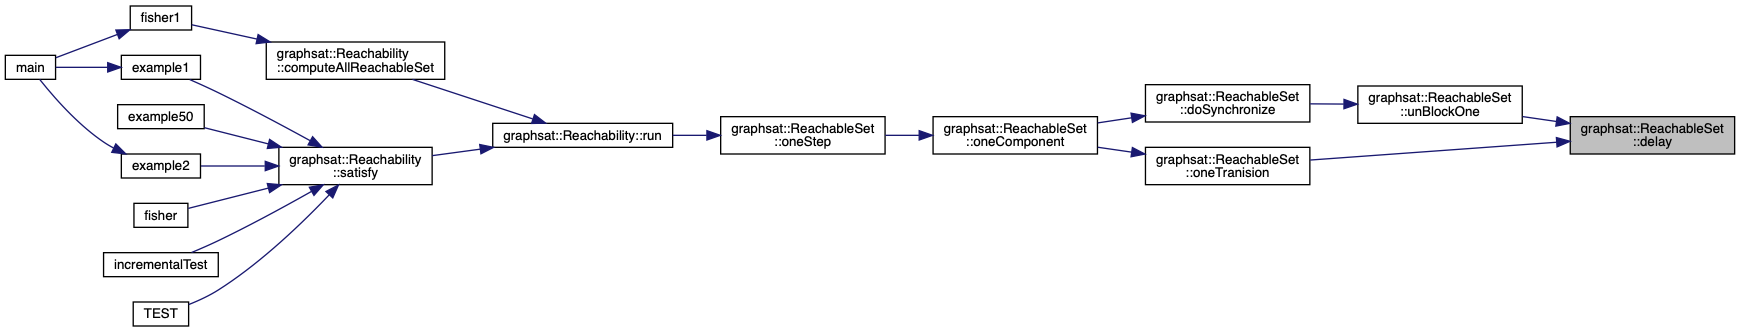 main
fisher1
example1
example50
example2
fisher
incrementalTest
TEST
graphsat::Reachability
::computeAllReachableSet
graphsat::Reachability
::satisfy
graphsat::Reachability::run
graphsat::ReachableSet
::oneStep
graphsat::ReachableSet
::oneComponent
graphsat::ReachableSet
::doSynchronize
graphsat::ReachableSet
::oneTranision
graphsat::ReachableSet
::unBlockOne
graphsat::ReachableSet
::delay